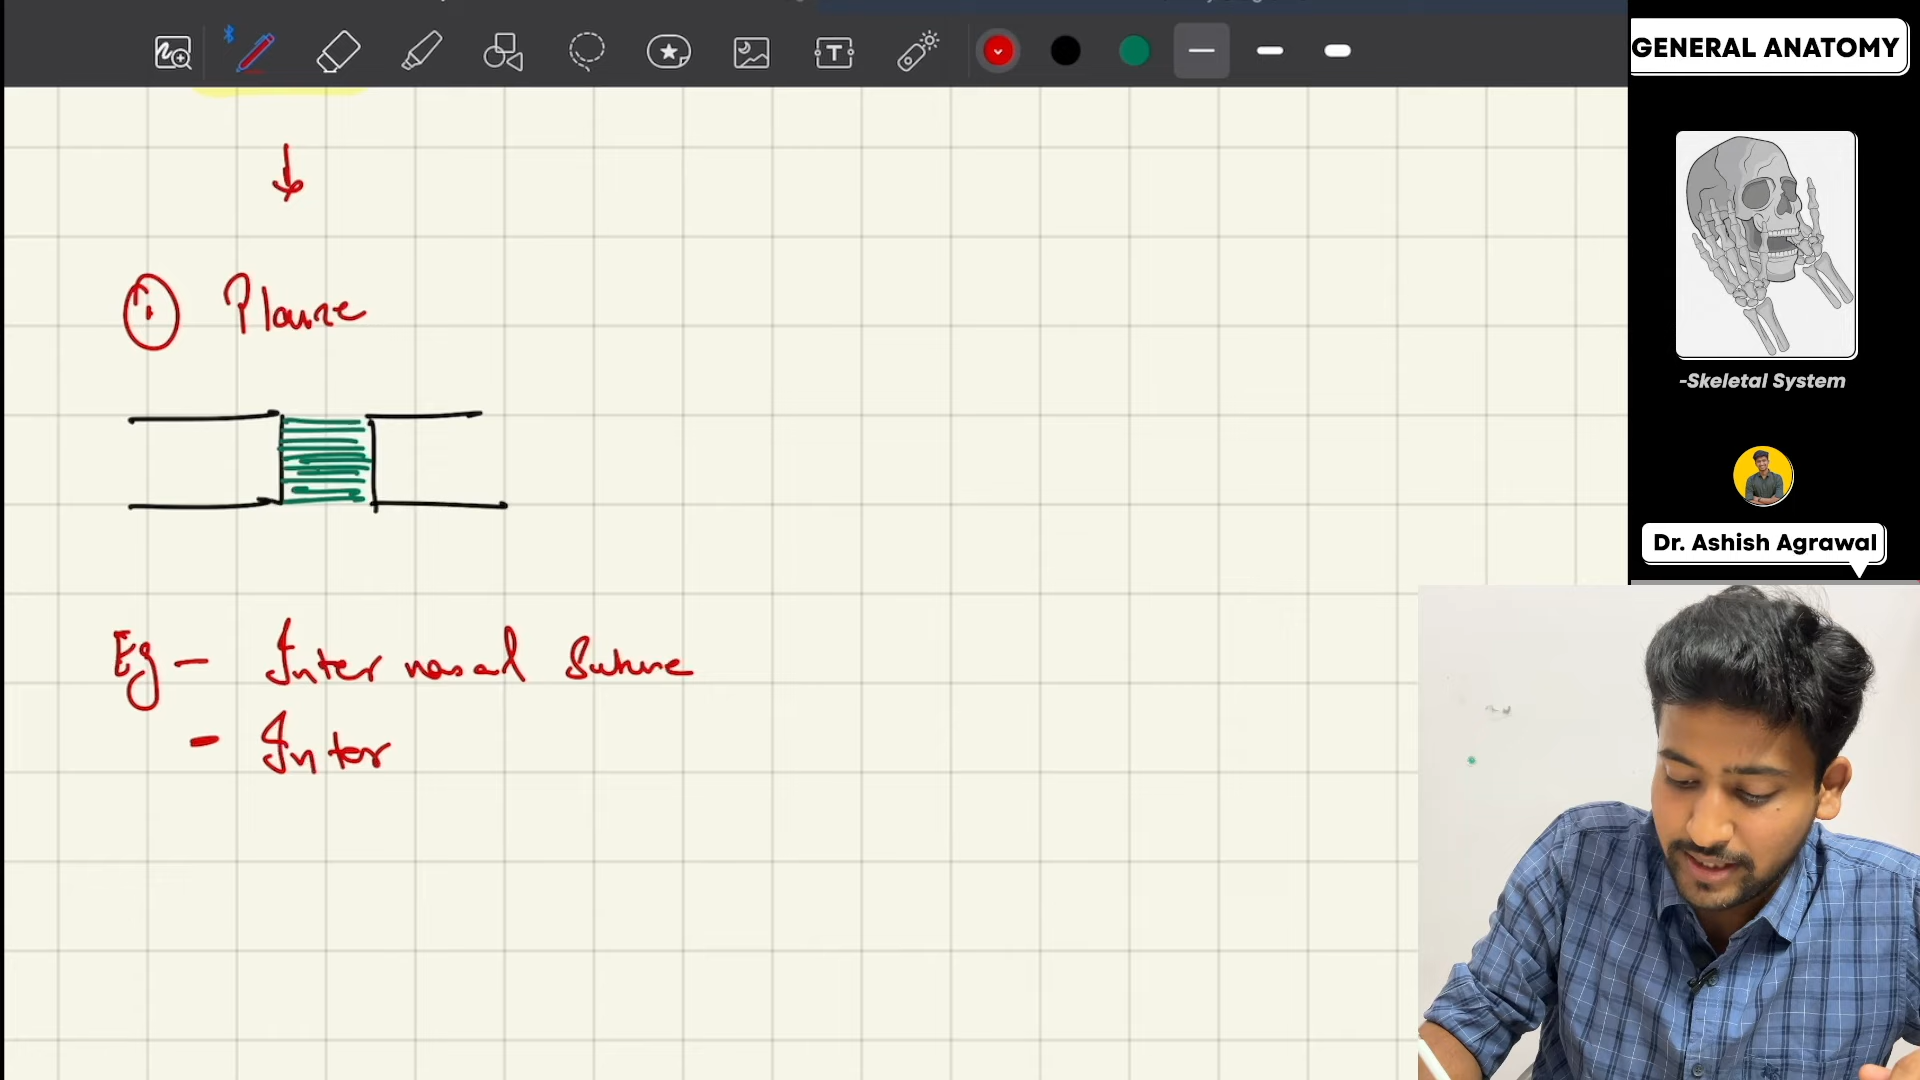 GENERAL ANATOMY
-Skeletal System
Dr. Ashish Agrawal
1 Plane
Eg - Inter nasal Suture
- Inter